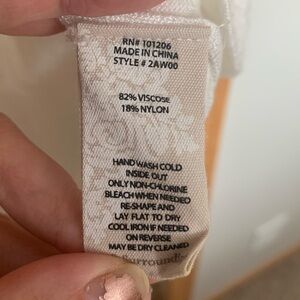 RN# 101206
MADE IN CHINA
STYLE # 2AW00
82% VISCOSE
18% NYLON
HAND WASH COLD
INSIDE OUT
ONLY NON-CHLORINE
BLEACH WHEN NEEDED
RE-SHAPE AND
LAY FLAT TO DRY
COOL IRON IF NEEDED
ON REVERSE
MAY BE DRY CLEANED